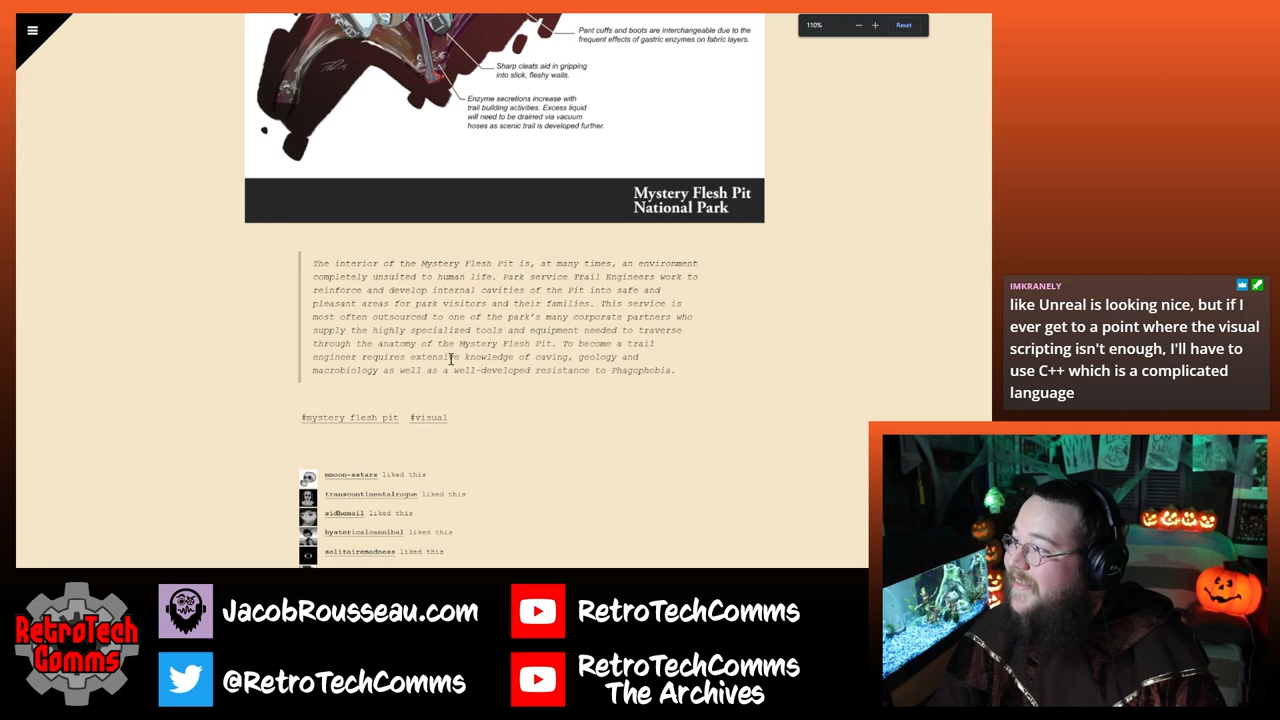 110%
Reset
Pant cuffs and boots are interchangeable due to the
frequent effects of gastric enzymes on fabric layers.
Sharp cleats aid in gripping
into slick, fleshy walls.
Enzyme secretions increase with
trail building activities. Excess liquid
will need to be drained via vacuum
hoses as scenic trail is developed further.
Mystery Flesh Pit
National Park
The interior of the Mystery Flesh Pit is, at many times, an environment
completely unsuited to human life. Park service Trail Engineers work to
reinforce and develop internal cavities of the Pit into safe and
pleasant areas for park visitors and their families. This service is
most often outsourced to one of the park's many corporate partners who
supply the highly specialized tools and equipment needed to traverse
through the anatomy of the Mystery Flesh Pit. To become a trail
engineer requires extensive knowledge of caving, geology and
macrobiology as well as a well-developed resistance to Phagophobia.
#mystery flesh pit #visual
mmoon-sstars liked this
transcontinentalrogue liked this
sidhemail liked this
hystericalcannibal liked this
solitairemadness liked this
IMKRANELY
like Unreal is looking nice, but if I
ever get to a point where the visual
scripting isn't enough, I'll have to
use C++ which is a complicated
language
RetroTech
Comms
JacobRousseau.com
@RetroTechComms
RetroTechComms
RetroTechComms
The Archives